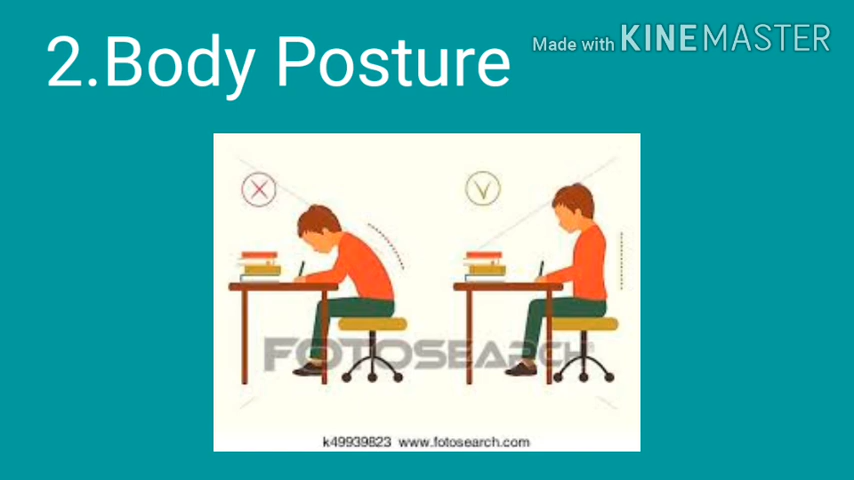 2.Body Posture
Made with KINEMASTER
FOTOSEARCH
k49939823 www.fotosearch.com